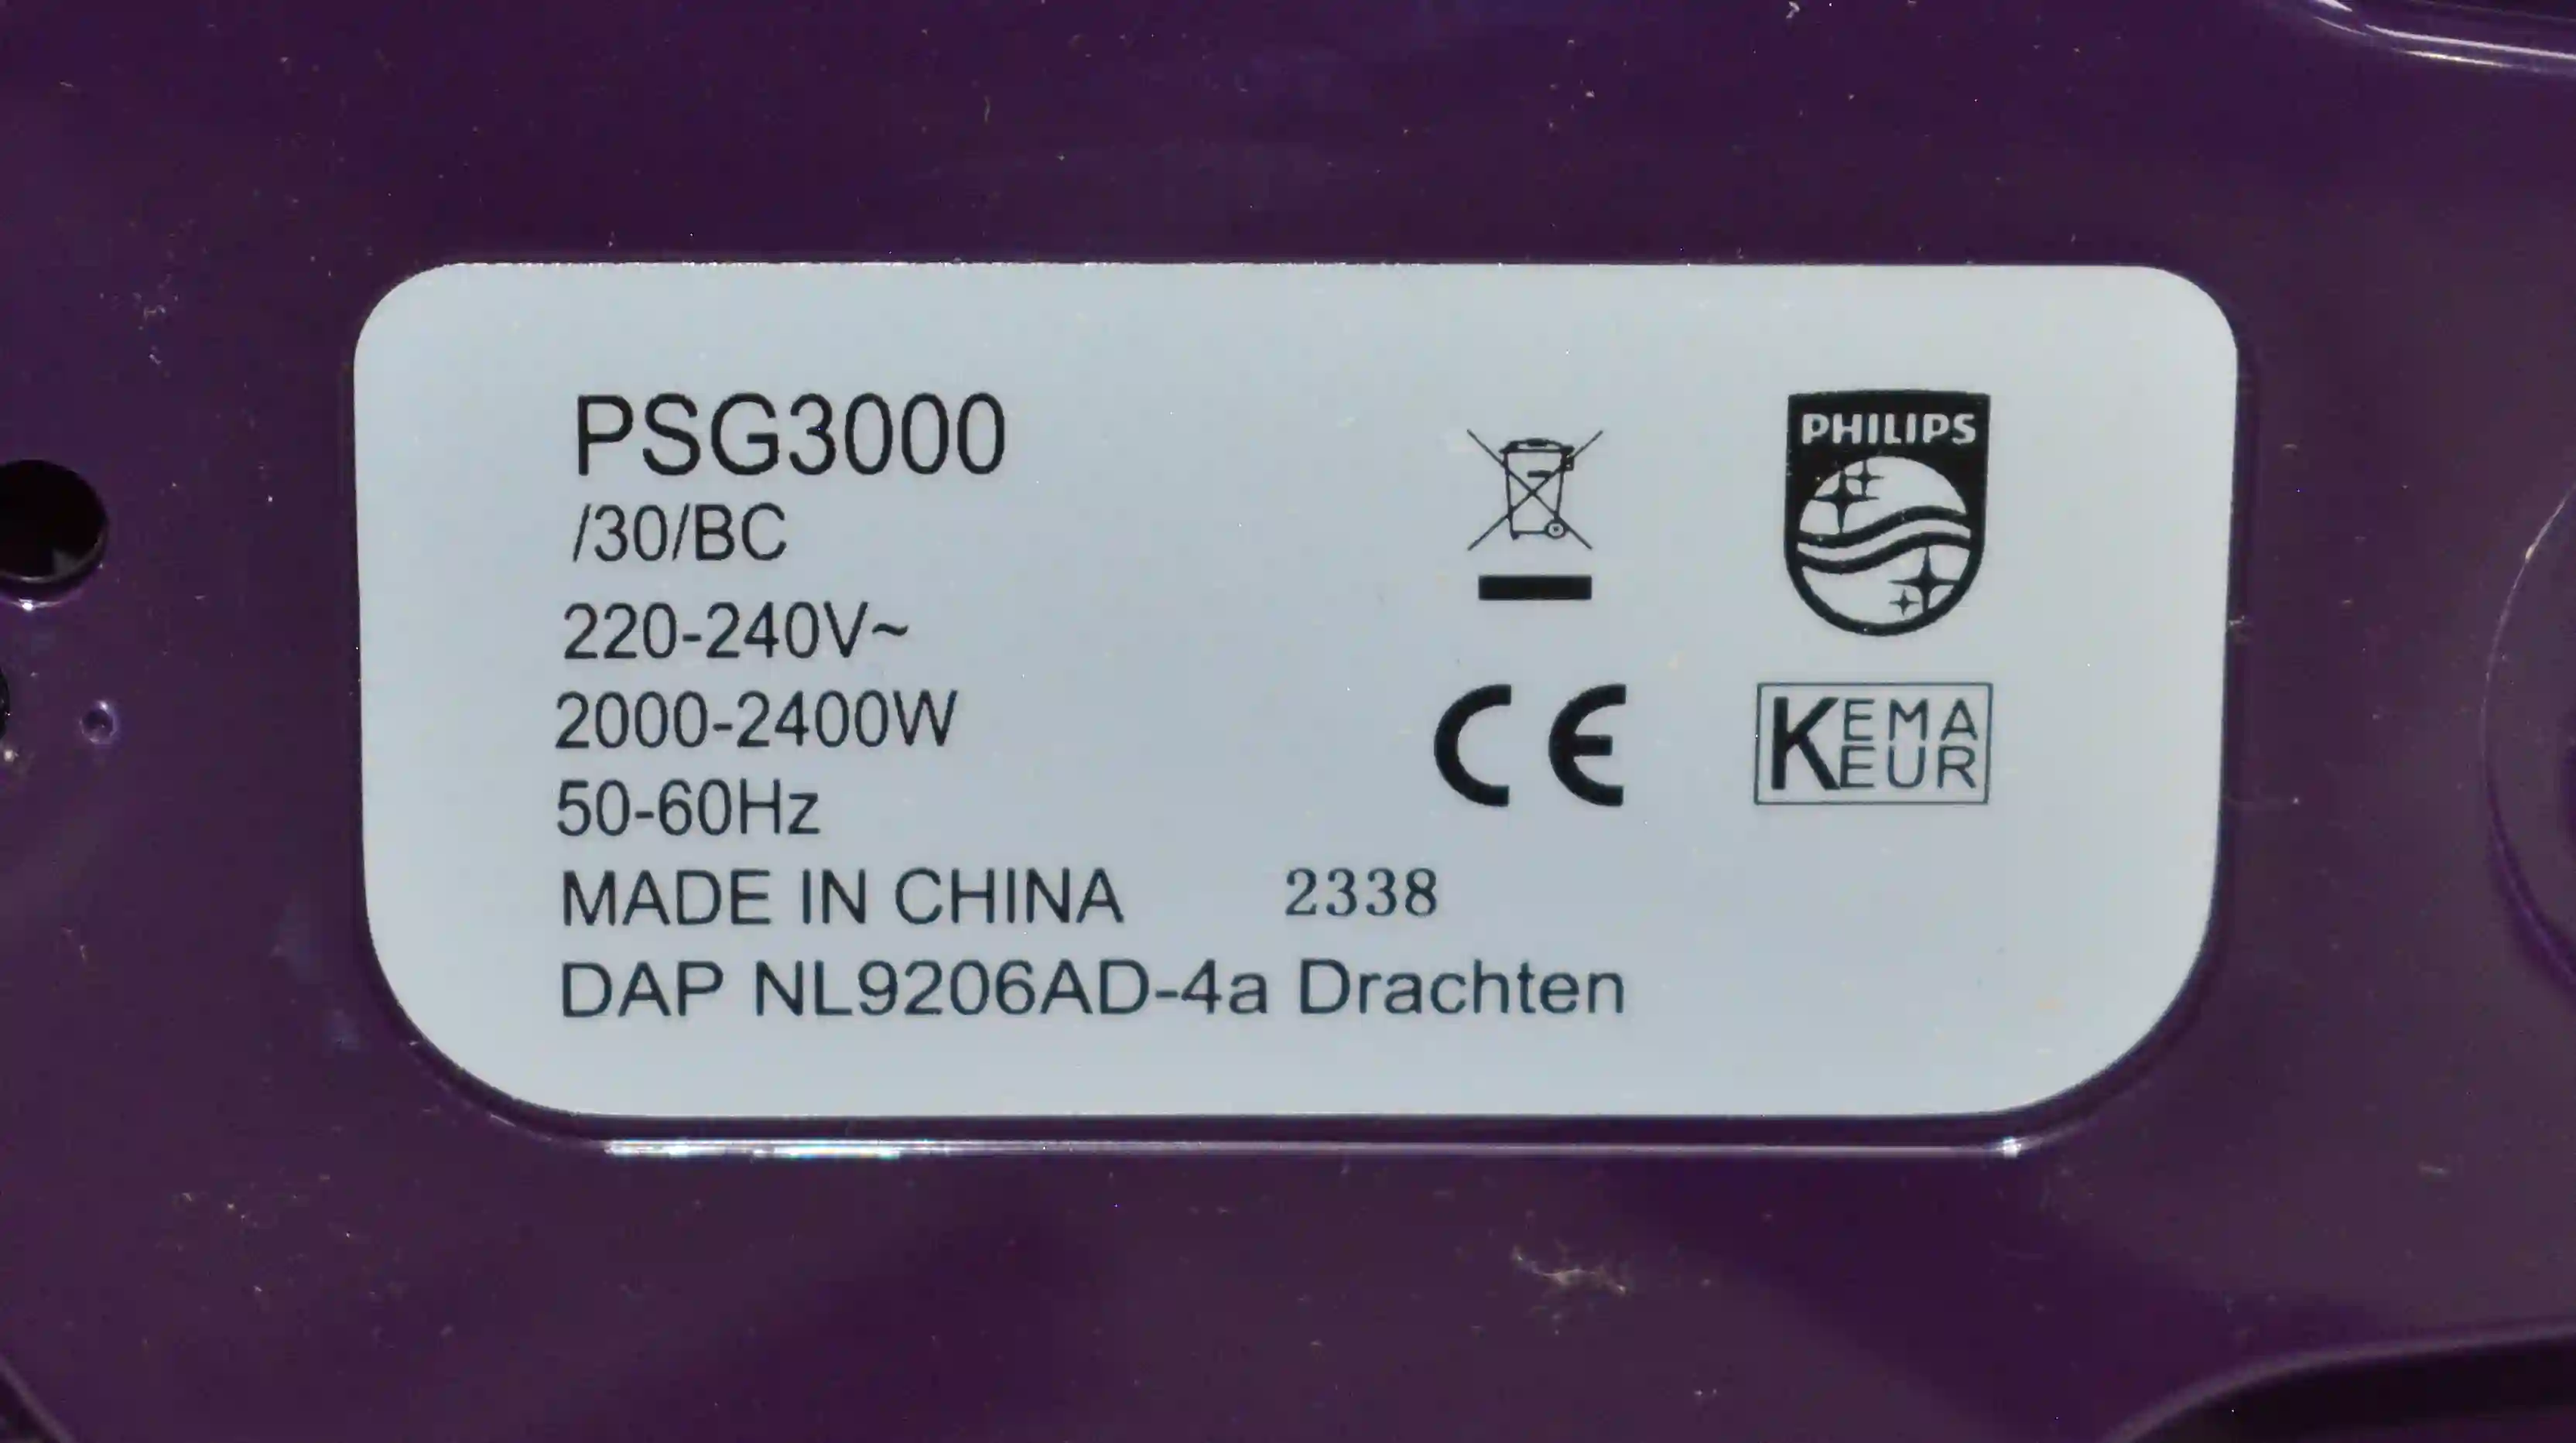 PSG3000
/30/BC
220-240V~
2000-2400W
50-60Hz
MADE IN CHINA 2338
DAP NL9206AD-4a Drachten
PHILIPS
CE
KEMA
KEUR